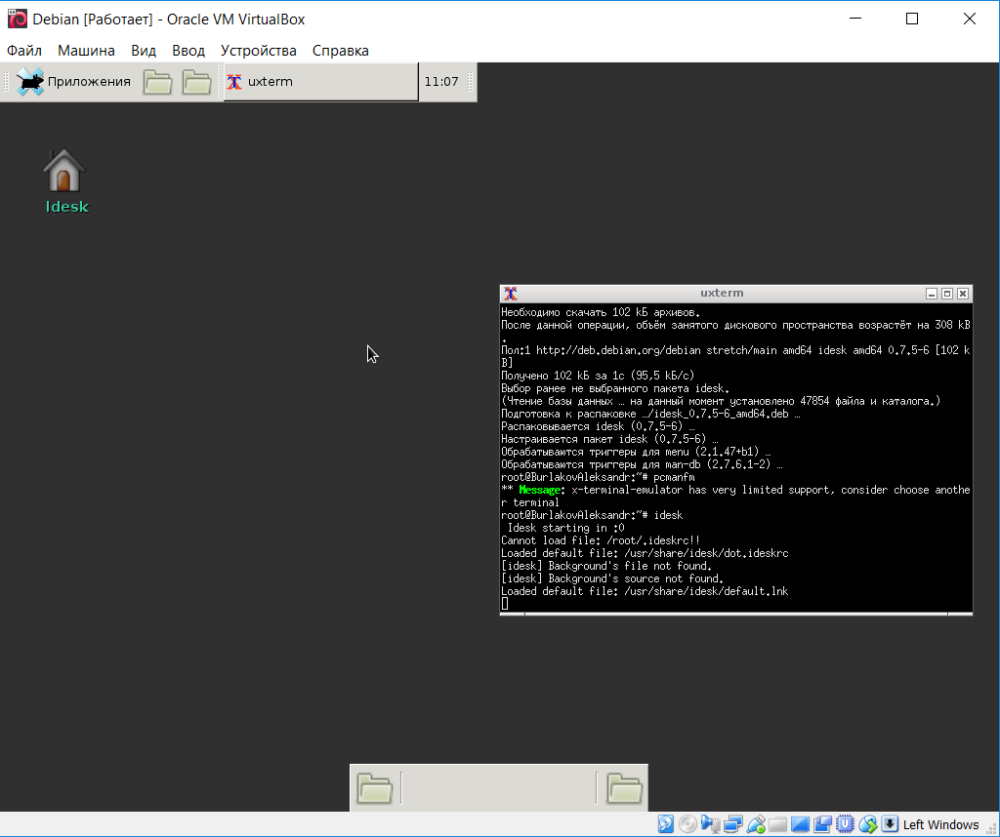 Debian [Работает] - Oracle VM VirtualBox
Файл Машина Вид Ввод Устройства Справка
Приложения uxterm 11:07
Idesk
uxterm
Необходимо скачать 102 kБ архивов.
После данной операции, объём занятого дискового пространства возрастёт на 308 kB
.
Пол:1 http://deb.debian.org/debian stretch/main amd64 idesk amd64 0.7.5-6 [102 k
B]
Получено 102 kБ за 1с (95,5 kБ/c)
Выбор ранее не выбранного пакета idesk.
(Чтение базы данных … на данный момент установлено 47854 файла и каталога.)
Подготовка к распаковке …/idesk_0.7.5-6_amd64.deb …
Распаковывается idesk (0.7.5-6) …
Настраивается пакет idesk (0.7.5-6) …
Обрабатываются триггеры для menu (2.1.47+b1) …
Обрабатываются триггеры для man-db (2.7.6.1-2) …
root@BurlakovAleksandr:~# pcmanfm
** Message: x-terminal-emulator has very limited support, consider choose anothe
r terminal
root@BurlakovAleksandr:~# idesk
Idesk starting in :0
Cannot load file: /root/.ideskrc!!
Loaded default file: /usr/share/idesk/dot.ideskrc
[idesk] Background's file not found.
[idesk] Background's source not found.
Loaded default file: /usr/share/idesk/default.lnk
Left Windows